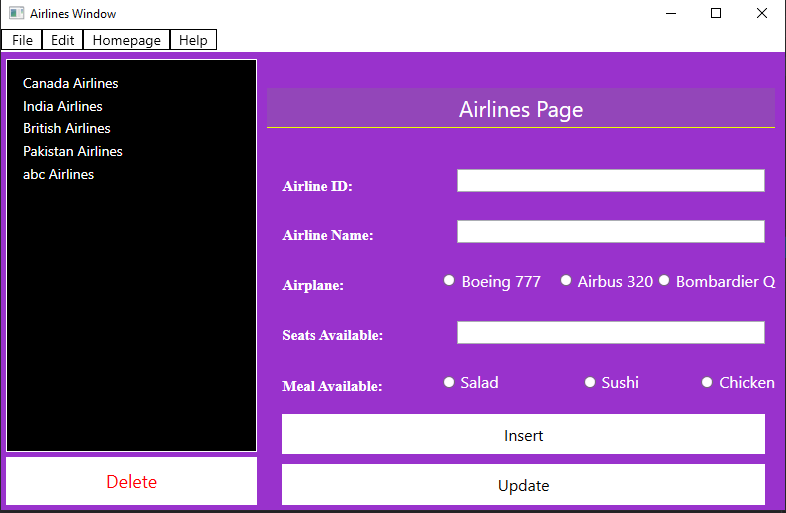 Airlines Window
File Edit Homepage Help
Canada Airlines
India Airlines
British Airlines
Pakistan Airlines
abc Airlines
Delete
Airlines Page
Airline ID:
Airline Name:
Airplane: Boeing 777 Airbus 320 Bombardier Q
Seats Available:
Meal Available: Salad Sushi Chicken
Insert
Update